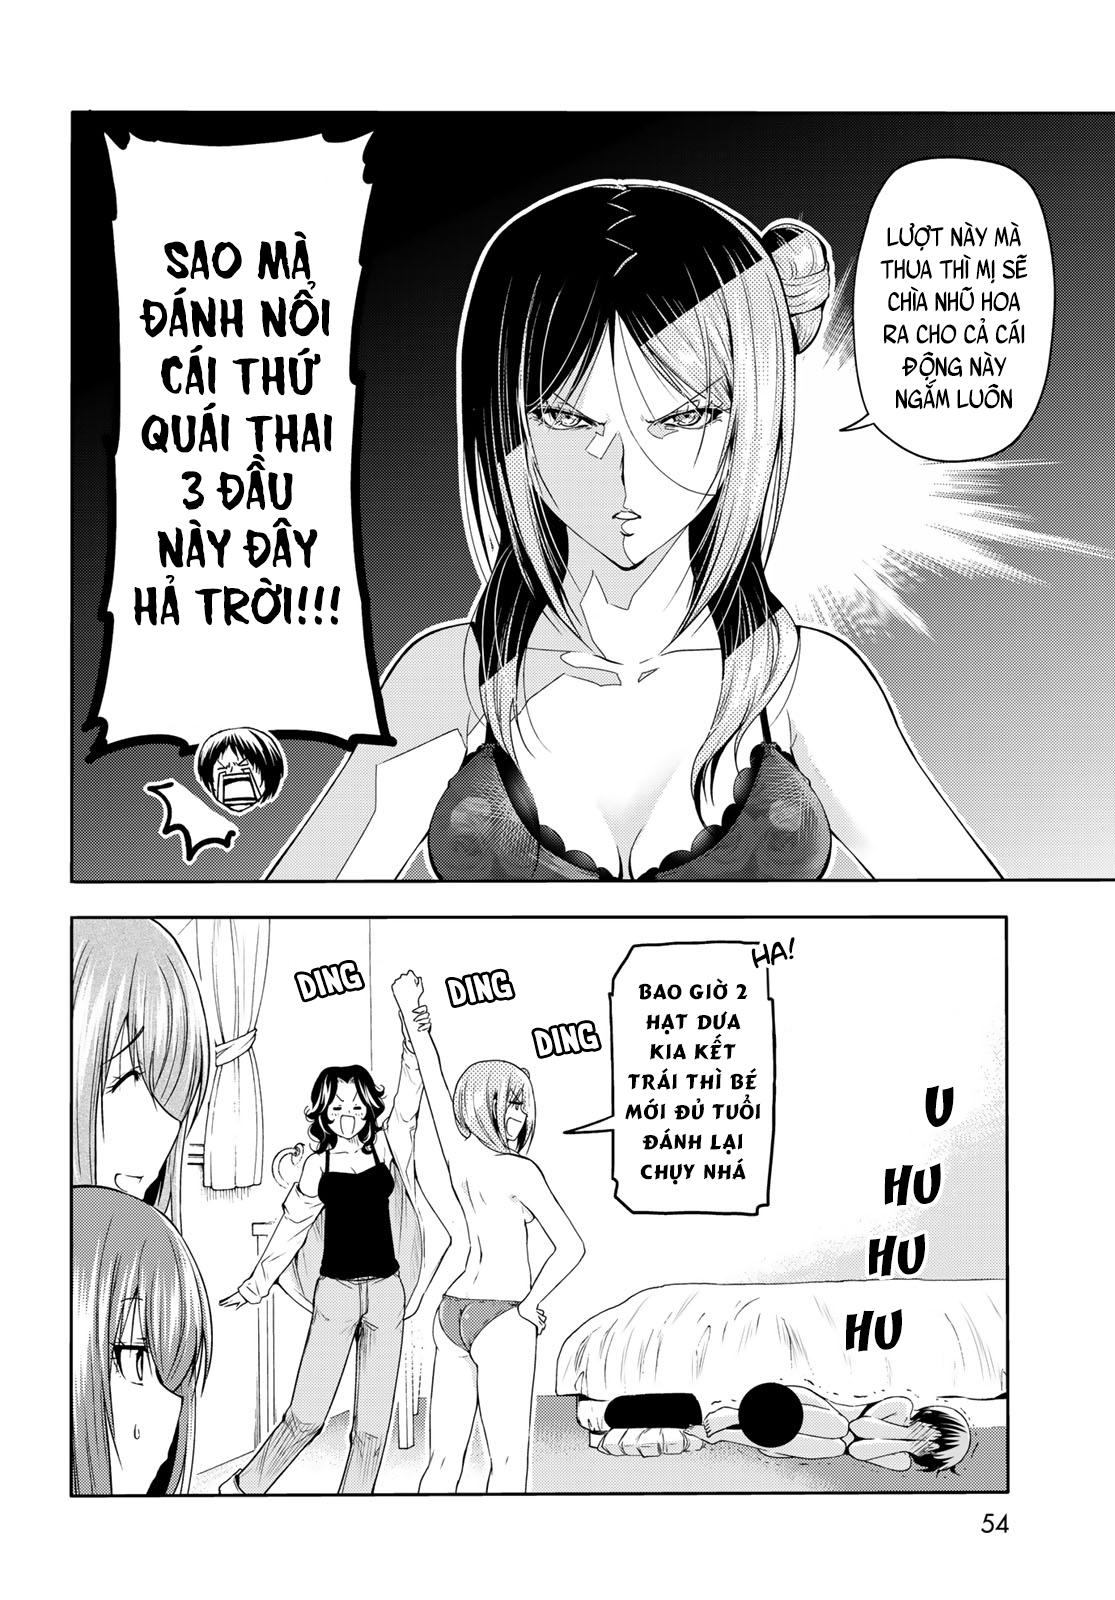 LƯỢT NÀY MÀ
THUA THÌ MỊ SẼ
CHÌA NHŨ HOA
RA CHO CẢ CÁI
ĐỘNG NÀY
NGẮM LUÔN
SAO MÀ
ĐÁNH NỔI
CÁI THỨ
QUÁI THAI
3 ĐẦU
NÀY ĐÂY
HẢ TRỜI!!!
HA!
BAO GIỜ 2
HẠT DƯA
KIA KẾT
TRÁI THÌ BÉ
MỚI ĐỦ TUỔI
ĐÁNH LẠI
CHỤY NHÁ
DING
DING
DING
U
HU
HU
HU
54